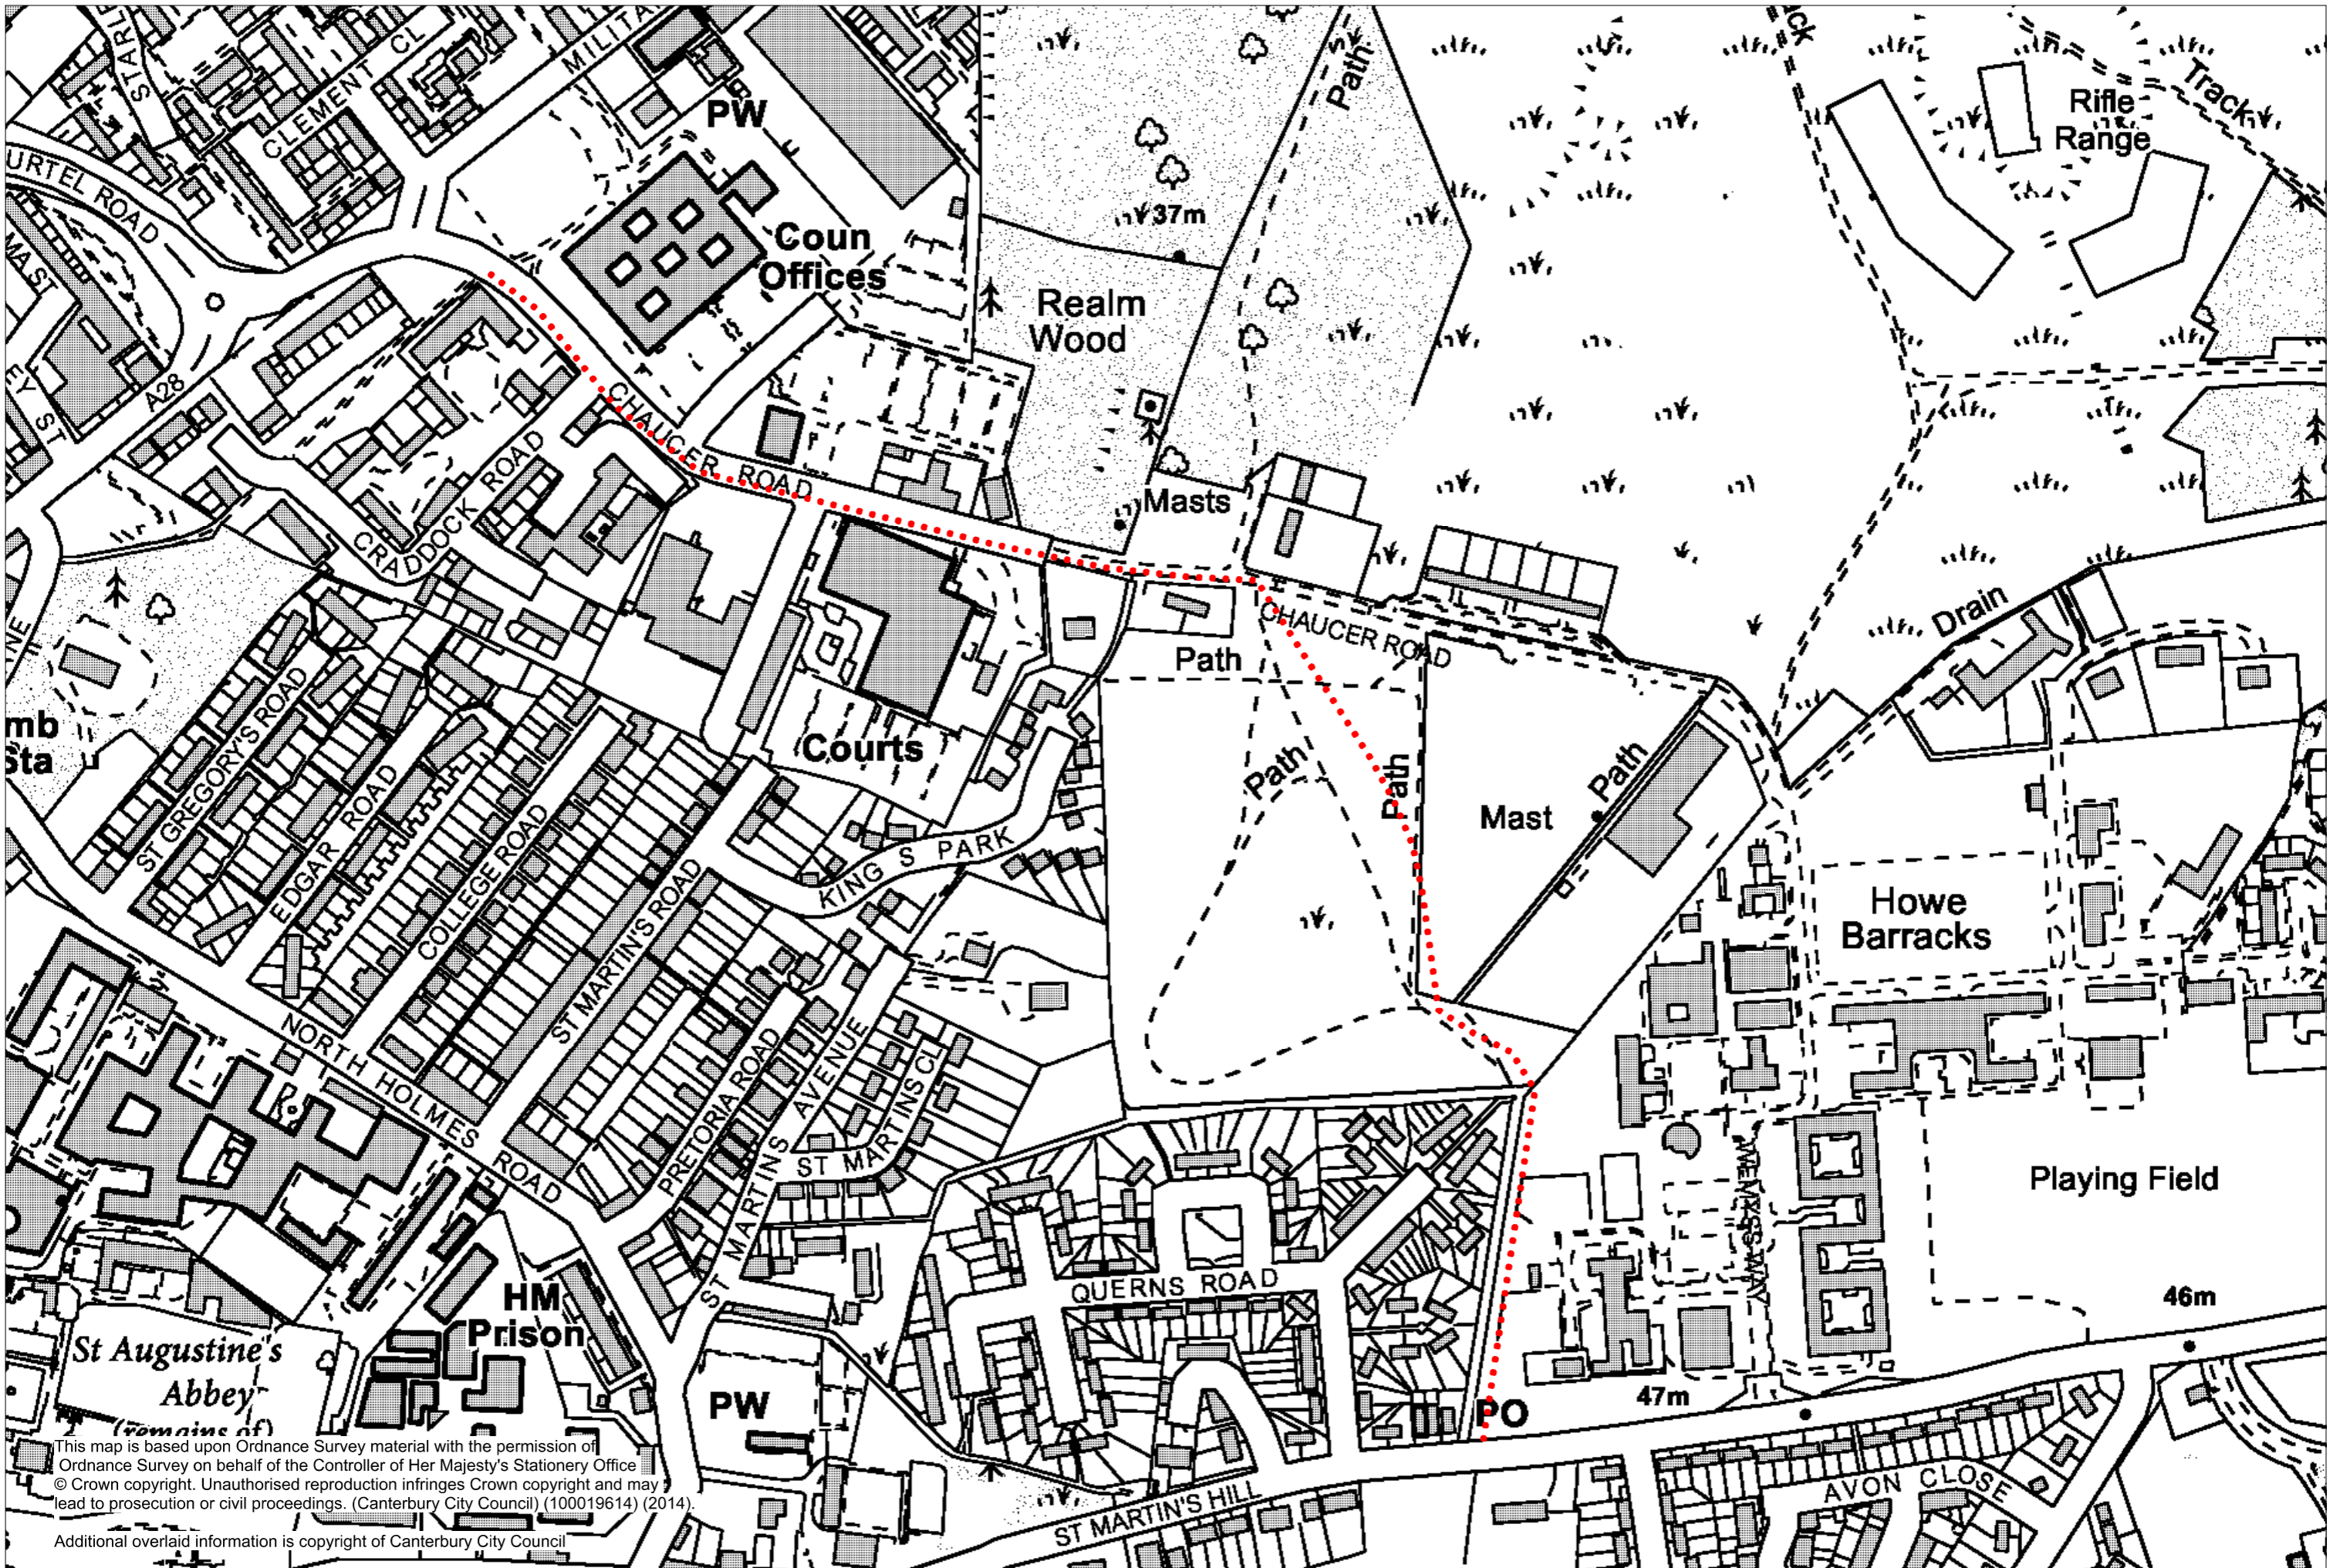 CLEMENT CL
PW
Coun
Offices
37m
Path
Track
Rifle
Range
Realm
Wood
Masts
A28
CHAUCER ROAD
CRADDOCK ROAD
CHAUCER ROAD
Path
Drain
Courts
Path
Path
Path
Mast
ST GREGORY'S ROAD
EDGAR ROAD
COLLEGE ROAD
KING S PARK
ST MARTIN'S ROAD
Howe
Barracks
NORTH HOLMES ROAD
PRETORIA ROAD
ST MARTINS AVENUE
ST MARTINS CL
ST MARTINS
WEMYSS WAY
Playing Field
QUERNS ROAD
46m
HM
Prison
St Augustine's
Abbey
(remains of)
PW
PO
47m
ST MARTIN'S HILL
AVON CLOSE
This map is based upon Ordnance Survey material with the permission of
Ordnance Survey on behalf of the Controller of Her Majesty's Stationery Office
© Crown copyright. Unauthorised reproduction infringes Crown copyright and may
lead to prosecution or civil proceedings. (Canterbury City Council) (100019614) (2014).
Additional overlaid information is copyright of Canterbury City Council